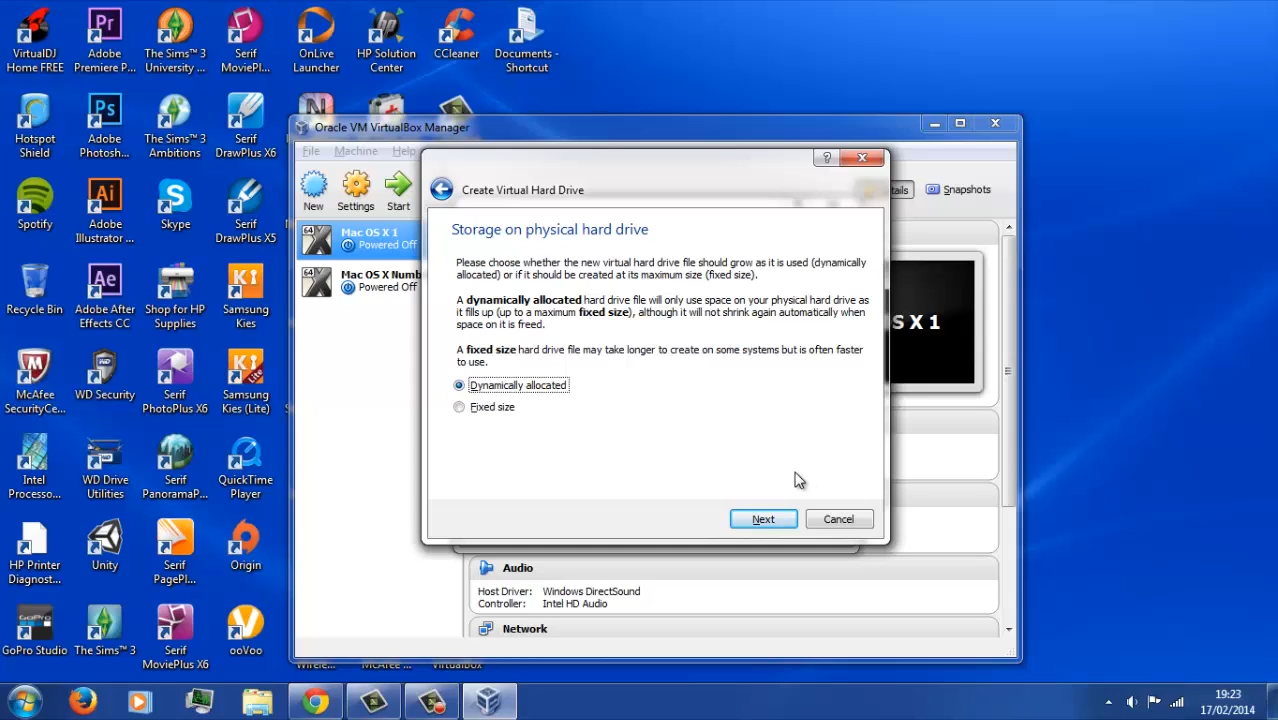 VirtualDJ
Home FREE
Adobe
Premiere P...
The Sims™ 3
University ...
Serif
MoviePl...
OnLive
Launcher
HP Solution
Center
CCleaner
Documents -
Shortcut
Hotspot
Shield
Adobe
Photosh...
The Sims™ 3
Ambitions
Serif
DrawPlus X6
Spotify
Adobe
Illustrator ...
Skype
Serif
DrawPlus X5
Recycle Bin
Adobe After
Effects CC
Shop for HP
Supplies
Samsung
Kies
McAfee
SecurityCe...
WD Security
Serif
PhotoPlus X6
Samsung
Kies (Lite)
Intel
Processo...
WD Drive
Utilities
Serif
PanoramaP...
QuickTime
Player
HP Printer
Diagnost...
Unity
Serif
PagePl...
Origin
GoPro Studio
The Sims™ 3
Serif
MoviePlus X6
ooVoo
Oracle VM VirtualBox Manager
File Machine Help
New
Settings
Start
Snapshots
Mac OS X 1
Powered Off
Mac OS X Numb
Powered Off
Create Virtual Hard Drive
Storage on physical hard drive
Please choose whether the new virtual hard drive file should grow as it is used (dynamically
allocated) or if it should be created at its maximum size (fixed size).
A dynamically allocated hard drive file will only use space on your physical hard drive as
it fills up (up to a maximum fixed size), although it will not shrink again automatically when
space on it is freed.
A fixed size hard drive file may take longer to create on some systems but is often faster
to use.
Dynamically allocated
Fixed size
Next
Cancel
S X 1
Audio
Host Driver: Windows DirectSound
Controller: Intel HD Audio
Network
19:23
17/02/2014